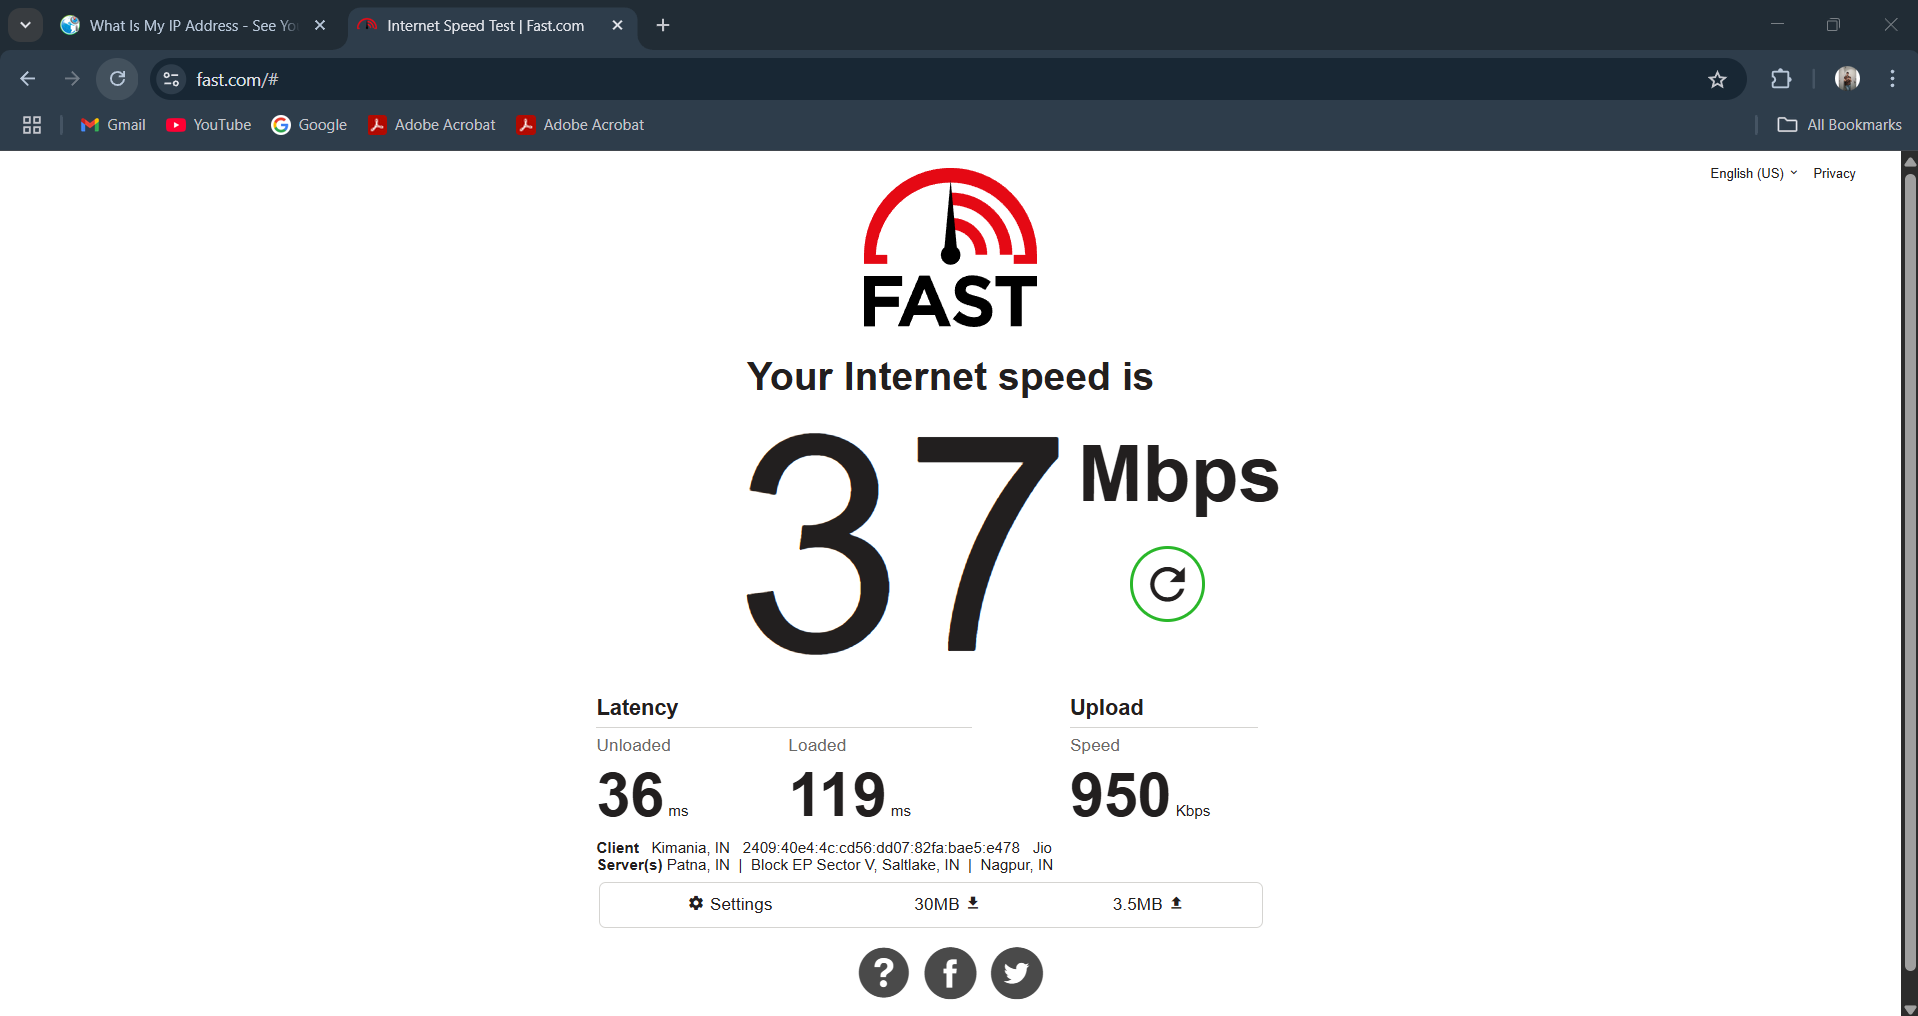 What Is My IP Address - See Yo
Internet Speed Test | Fast.com
fast.com/#
Gmail
YouTube
Google
Adobe Acrobat
Adobe Acrobat
All Bookmarks
English (US)
Privacy
FAST
Your Internet speed is
37 Mbps
Latency
Upload
Unloaded
Loaded
Speed
36 ms
119 ms
950 Kbps
Client Kimania, IN 2409:40e4:4c:cd56:dd07:82fa:bae5:e478 Jio
Server(s) Patna, IN | Block EP Sector V, Saltlake, IN | Nagpur, IN
Settings
30MB
3.5MB